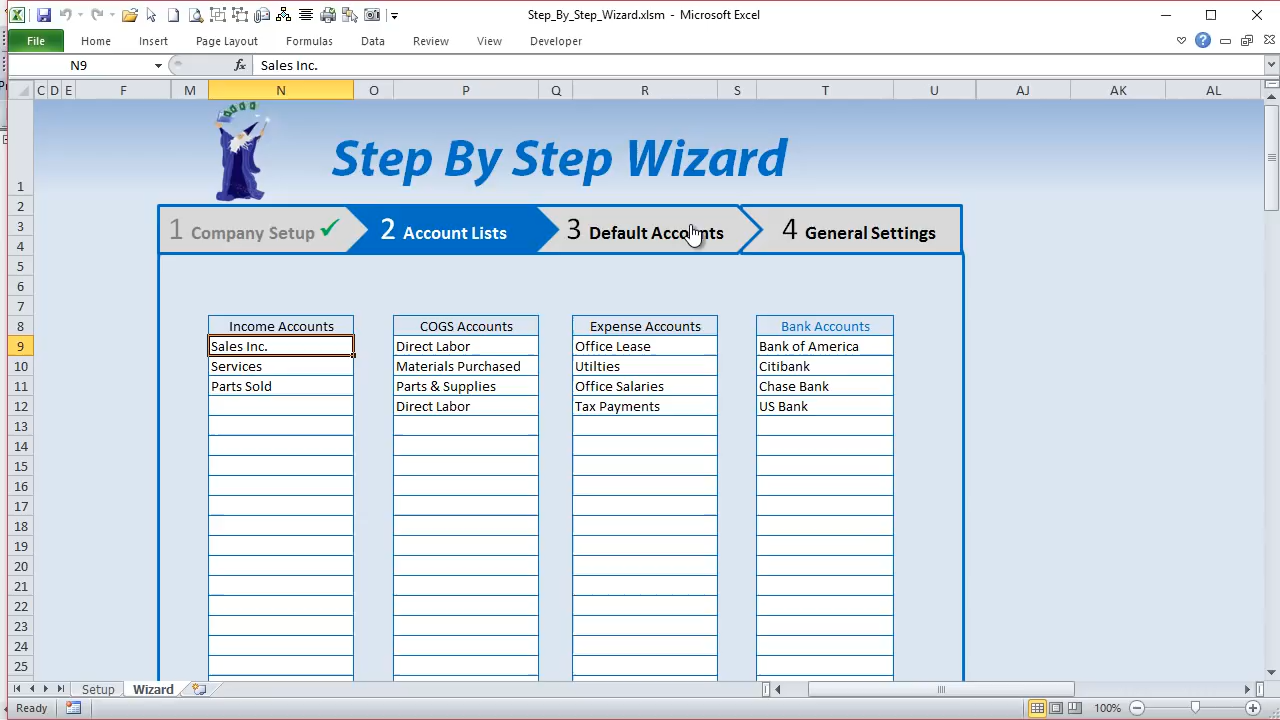 Step_By_Step_Wizard.xlsm - Microsoft Excel
File Home Insert Page Layout Formulas Data Review View Developer
N9 fx Sales Inc.
C D E F M N O P Q R S T U AJ AK AL
1 Step By Step Wizard
2
3 1 Company Setup ✓ 2 Account Lists 3 Default Accounts 4 General Settings
4
5
6
7
8 Income Accounts COGS Accounts Expense Accounts Bank Accounts
9 Sales Inc. Direct Labor Office Lease Bank of America
10 Services Materials Purchased Utilties Citibank
11 Parts Sold Parts & Supplies Office Salaries Chase Bank
12 Direct Labor Tax Payments US Bank
13
14
15
16
17
18
19
20
21
22
23
24
25
Setup Wizard
Ready 100%